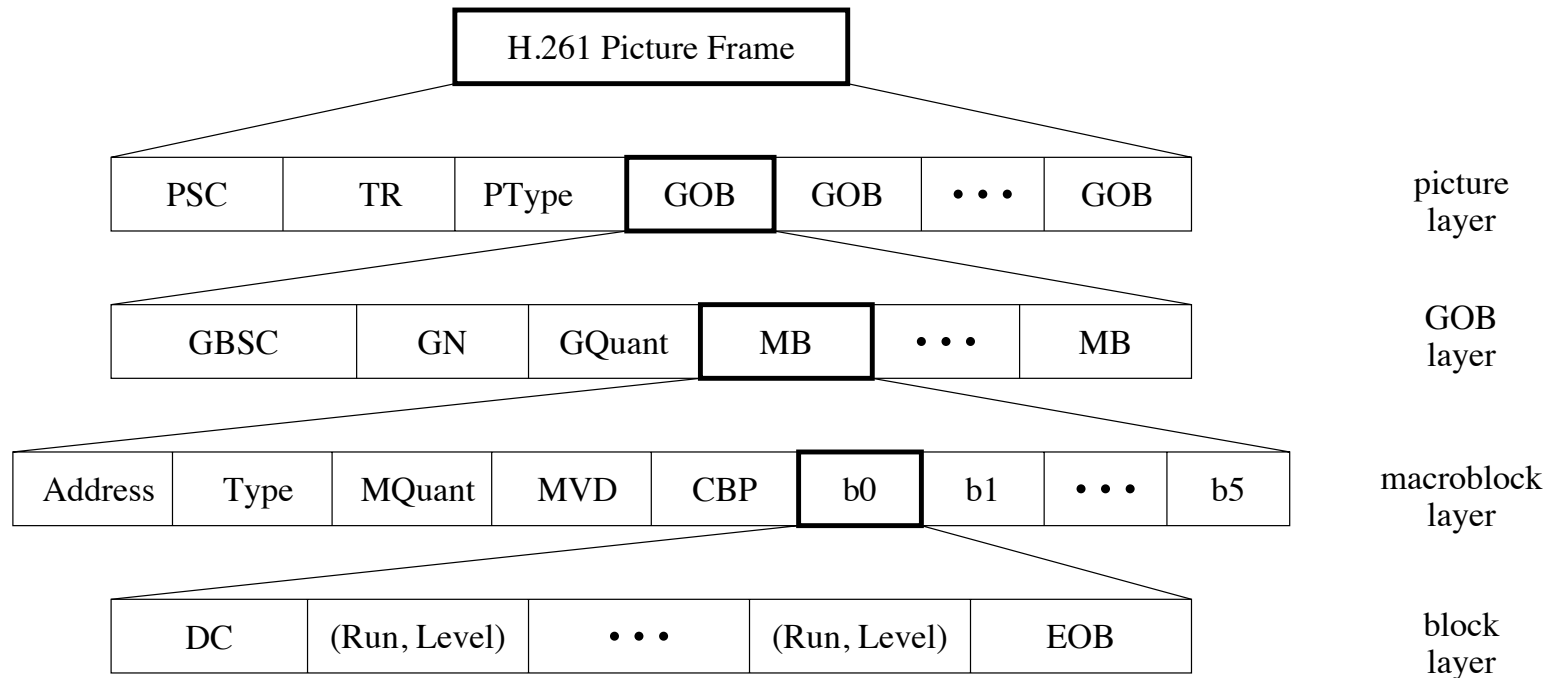 H.261 Picture Frame
PSC TR PType GOB GOB • • • GOB
picture
layer
GBSC GN GQuant MB • • • MB
GOB
layer
Address Type MQuant MVD CBP b0 b1 • • • b5
macroblock
layer
DC (Run, Level) • • • (Run, Level) EOB
block
layer